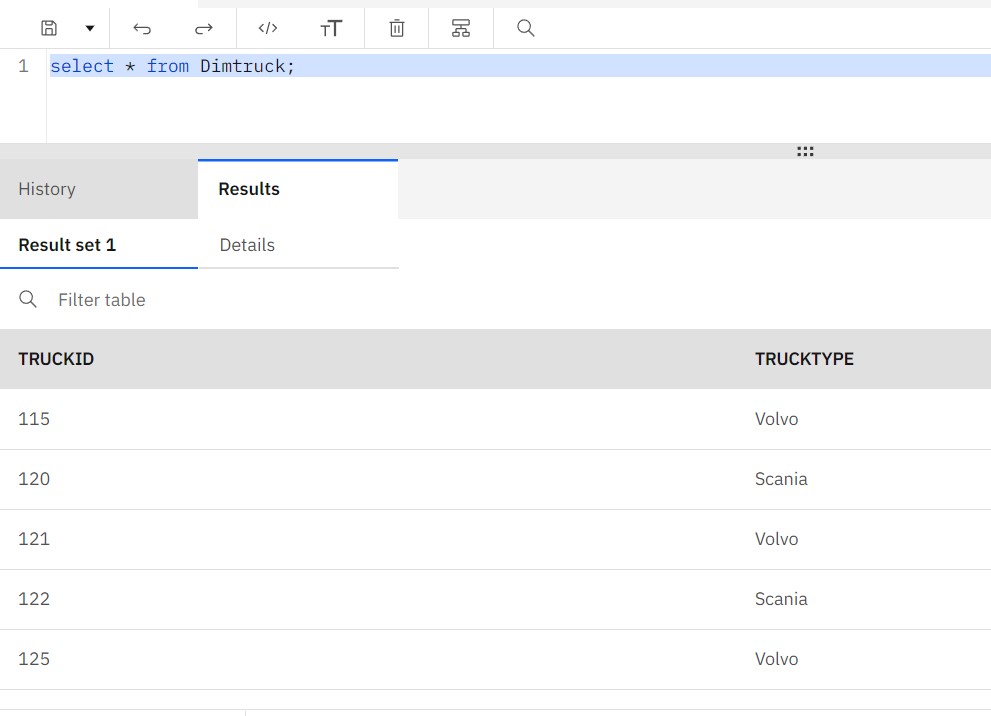 </>
TT
1 select * from Dimtruck;
History Results
Result set 1 Details
Filter table
TRUCKID TRUCKTYPE
115 Volvo
120 Scania
121 Volvo
122 Scania
125 Volvo